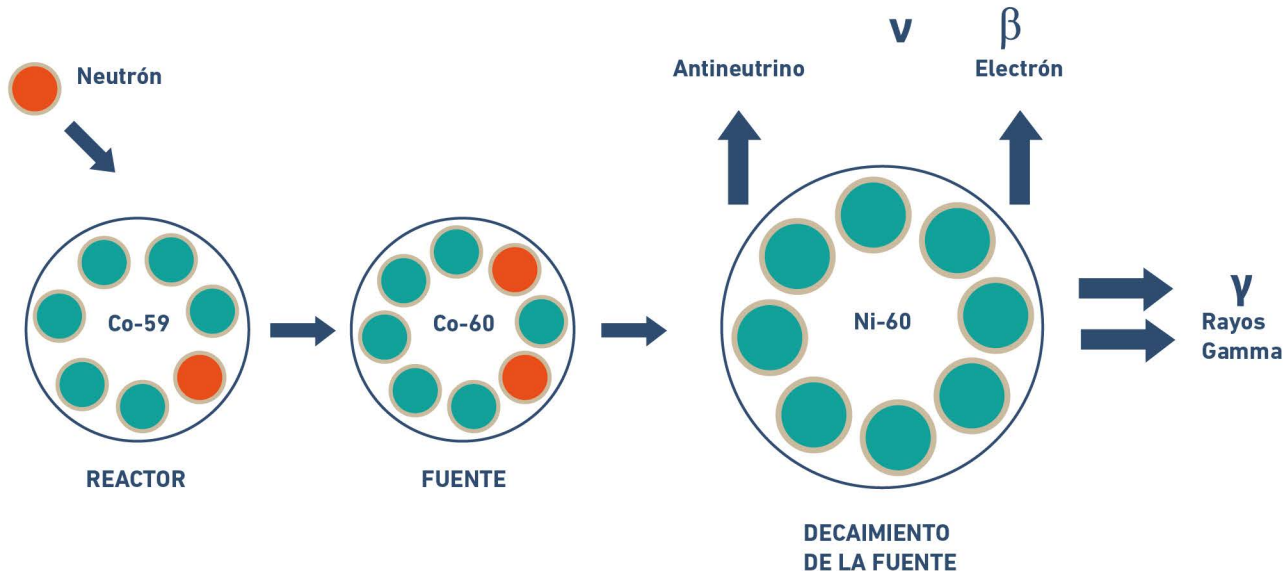 Neutrón
Co-59
REACTOR
Co-60
FUENTE
ν
β
Antineutrino
Electrón
Ni-60
γ
Rayos
Gamma
DECAIMIENTO
DE LA FUENTE